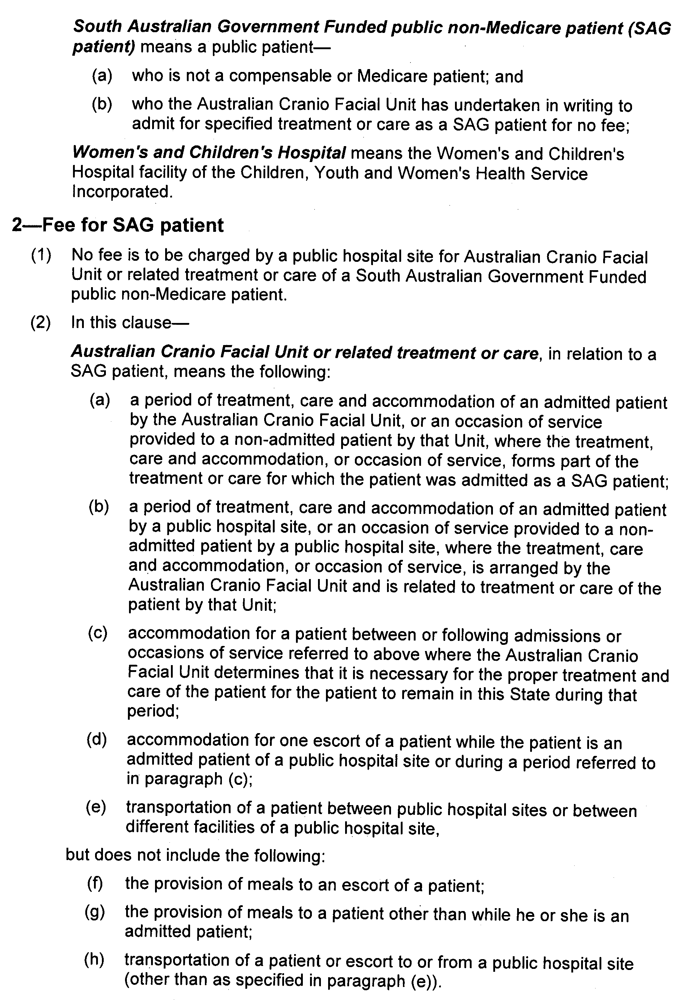 South Australian Government Funded public non-Medicare patient (SAG
patient) means a public patient—
(a) who is not a compensable or Medicare patient; and
(b) who the Australian Cranio Facial Unit has undertaken in writing to
admit for specified treatment or care as a SAG patient for no fee;
Women's and Children's Hospital means the Women's and Children's
Hospital facility of the Children, Youth and Women's Health Service
Incorporated.
2—Fee for SAG patient
(1) No fee is to be charged by a public hospital site for Australian Cranio Facial
Unit or related treatment or care of a South Australian Government Funded
public non-Medicare patient.
(2) In this clause—
Australian Cranio Facial Unit or related treatment or care, in relation to a
SAG patient, means the following:
(a) a period of treatment, care and accommodation of an admitted patient
by the Australian Cranio Facial Unit, or an occasion of service
provided to a non-admitted patient by that Unit, where the treatment,
care and accommodation, or occasion of service, forms part of the
treatment or care for which the patient was admitted as a SAG patient;
(b) a period of treatment, care and accommodation of an admitted patient
by a public hospital site, or an occasion of service provided to a non-
admitted patient by a public hospital site, where the treatment, care
and accommodation, or occasion of service, is arranged by the
Australian Cranio Facial Unit and is related to treatment or care of the
patient by that Unit;
(c) accommodation for a patient between or following admissions or
occasions of service referred to above where the Australian Cranio
Facial Unit determines that it is necessary for the proper treatment and
care of the patient for the patient to remain in this State during that
period;
(d) accommodation for one escort of a patient while the patient is an
admitted patient of a public hospital site or during a period referred to
in paragraph (c);
(e) transportation of a patient between public hospital sites or between
different facilities of a public hospital site,
but does not include the following:
(f) the provision of meals to an escort of a patient;
(g) the provision of meals to a patient other than while he or she is an
admitted patient;
(h) transportation of a patient or escort to or from a public hospital site
(other than as specified in paragraph (e)).